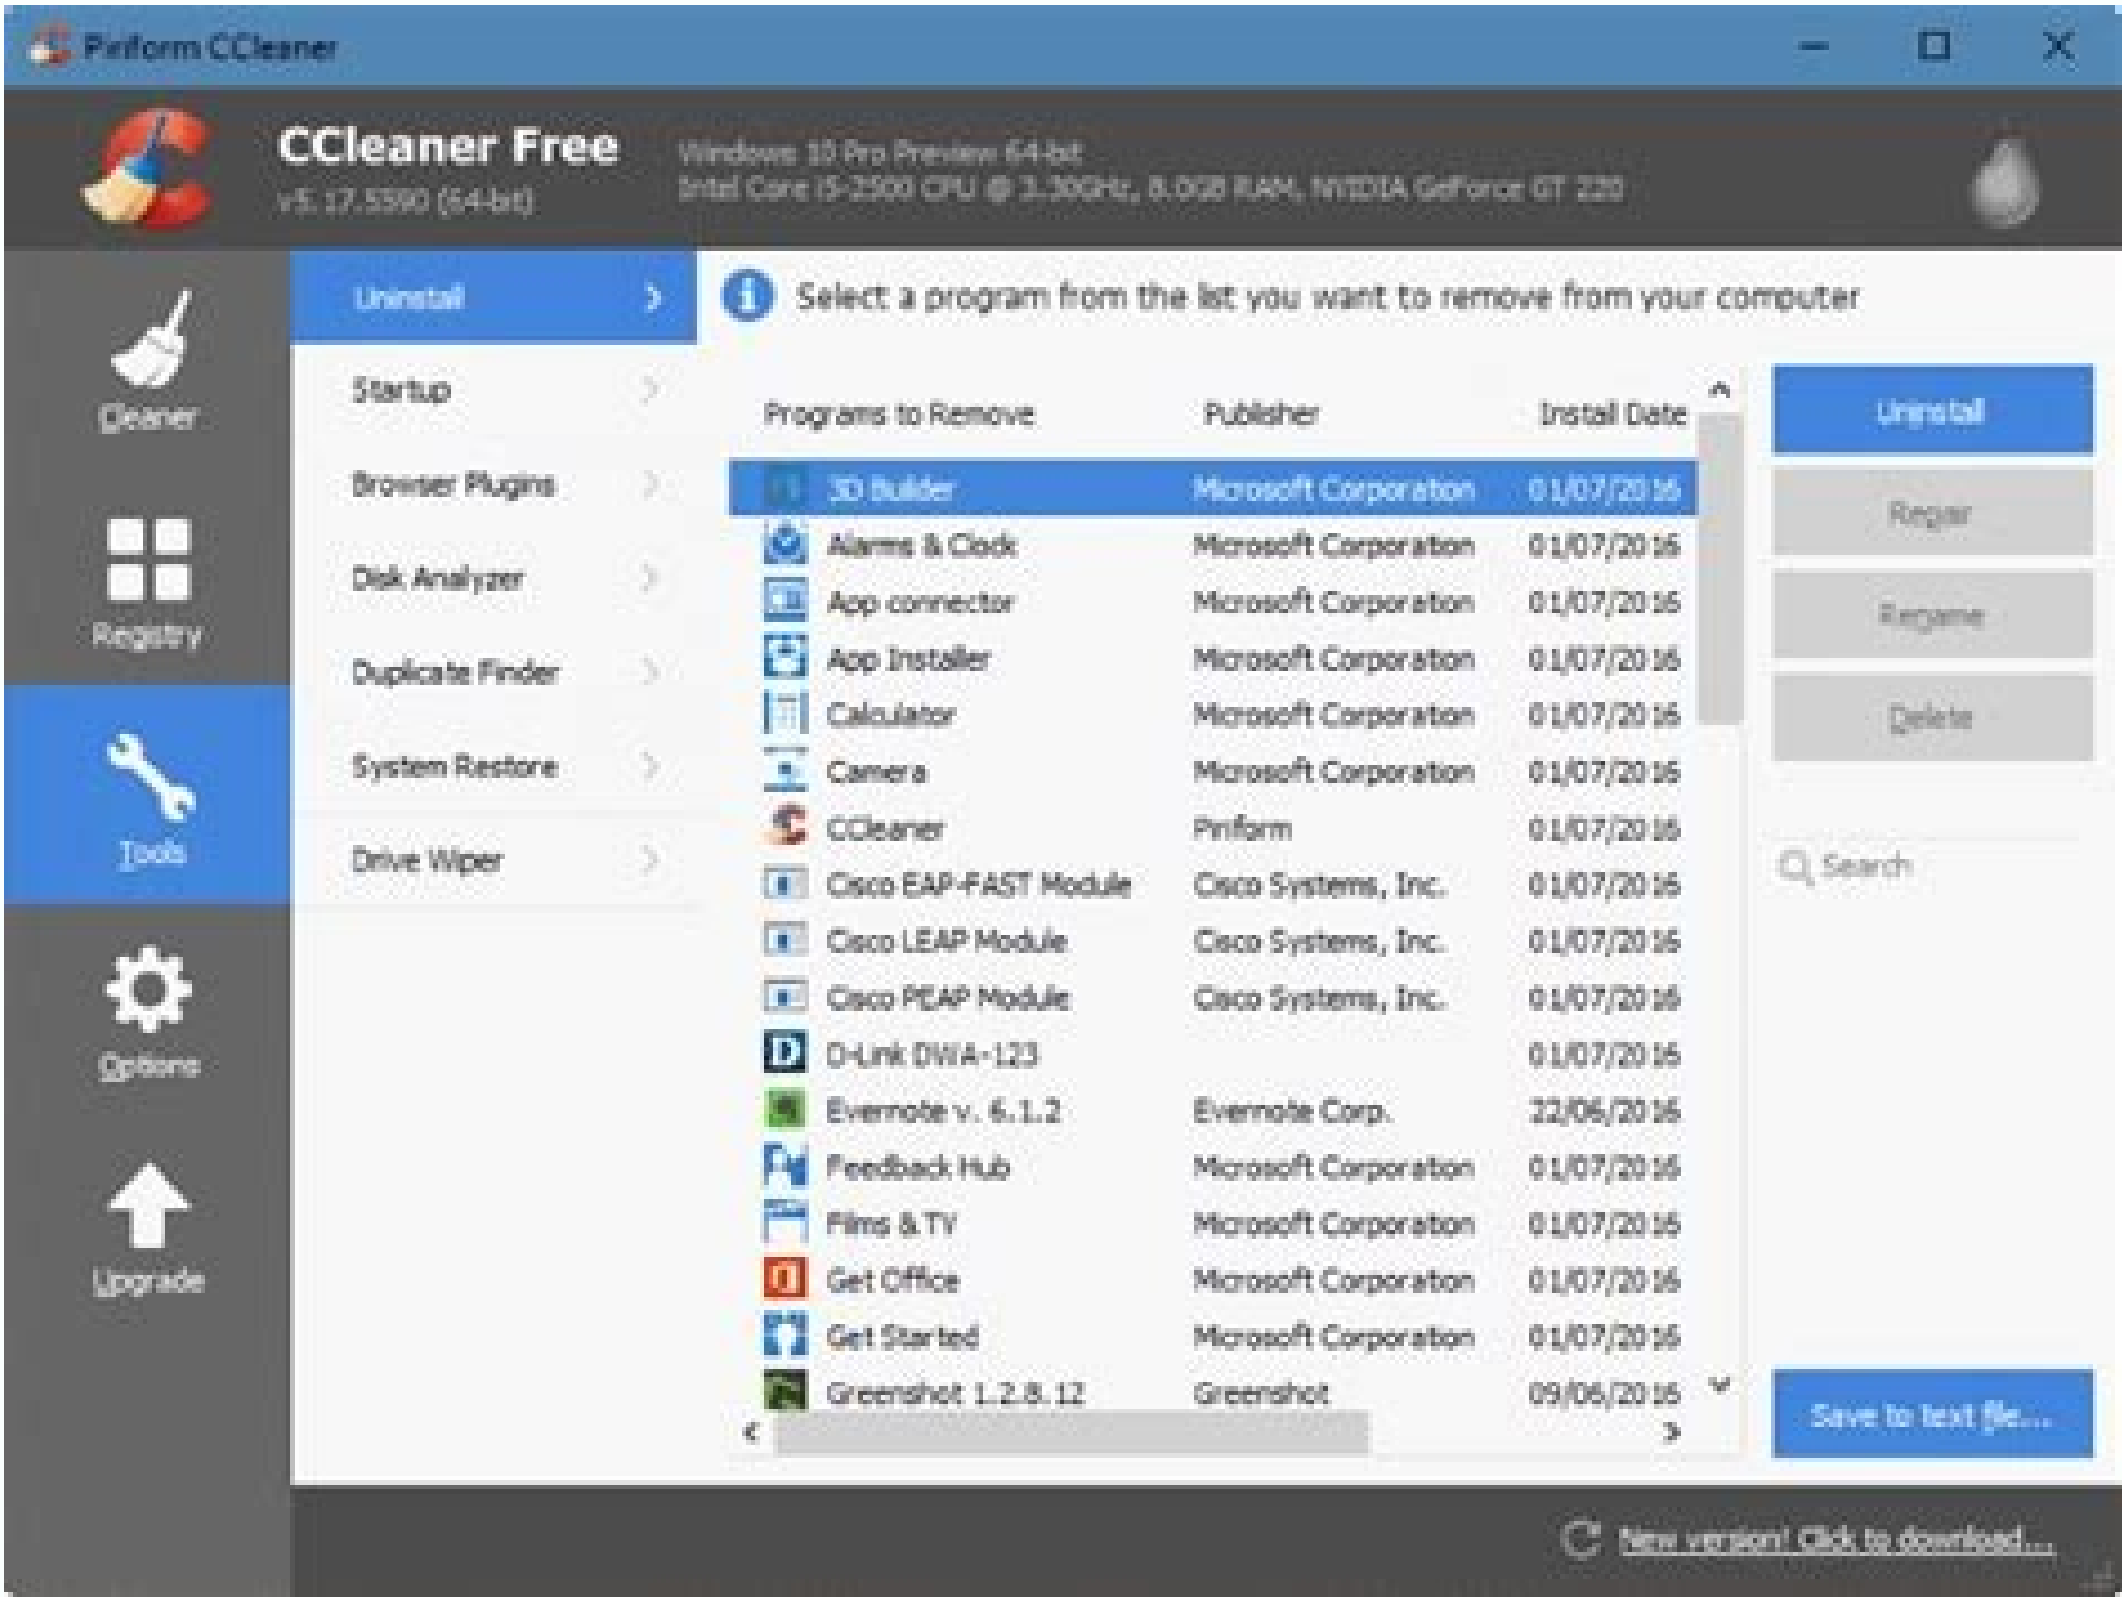 Piriform CCleaner
CCleaner Free
v5.17.5590 (64-bit)
Windows 10 Pro Preview 64-bit
Intel Core i5-2500 CPU @ 3.30GHz, 8.0GB RAM, NVIDIA GeForce GT 220
Cleaner
Registry
Tools
Options
Upgrade
Uninstall
Startup
Browser Plugins
Disk Analyzer
Duplicate Finder
System Restore
Drive Wiper
Select a program from the list you want to remove from your computer
Programs to Remove Publisher Install Date
3D Builder Microsoft Corporation 01/07/2016
Alarms & Clock Microsoft Corporation 01/07/2016
App connector Microsoft Corporation 01/07/2016
App Installer Microsoft Corporation 01/07/2016
Calculator Microsoft Corporation 01/07/2016
Camera Microsoft Corporation 01/07/2016
CCleaner Piriform 01/07/2016
Cisco EAP-FAST Module Cisco Systems, Inc. 01/07/2016
Cisco LEAP Module Cisco Systems, Inc. 01/07/2016
Cisco PEAP Module Cisco Systems, Inc. 01/07/2016
D-Link DWA-123 01/07/2016
Evernote v. 6.1.2 Evernote Corp. 22/06/2016
Feedback Hub Microsoft Corporation 01/07/2016
Films & TV Microsoft Corporation 01/07/2016
Get Office Microsoft Corporation 01/07/2016
Get Started Microsoft Corporation 01/07/2016
Greenshot 1.2.8.12 Greenshot 09/06/2016
Uninstall
Repair
Rename
Delete
Search
Save to text file...
New version! Click to download...